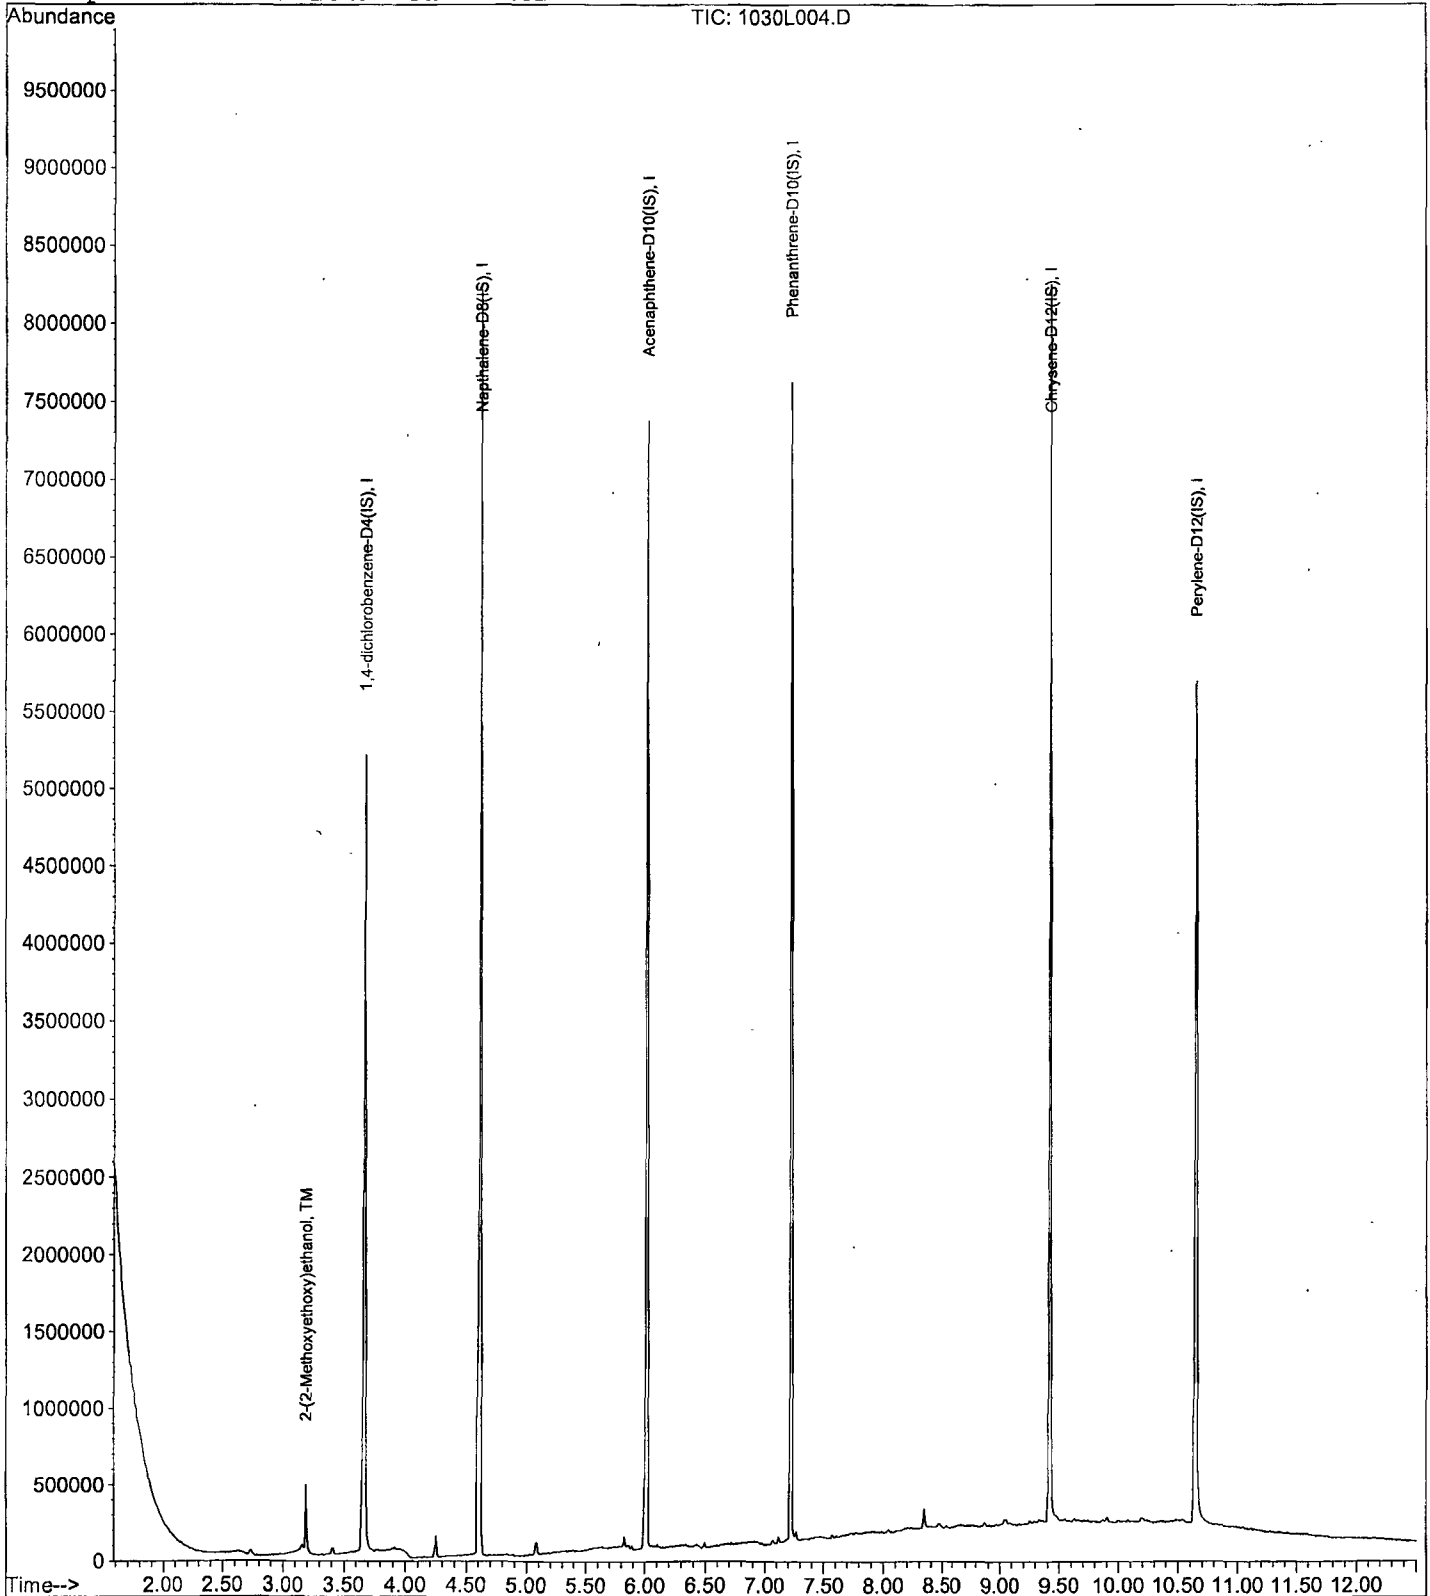 Abundance
TIC: 1030L004.D
9500000
9000000
8500000
8000000
7500000
7000000
6500000
6000000
5500000
5000000
4500000
4000000
3500000
3000000
2500000
2000000
1500000
1000000
500000
0
2-(2-Methoxyethoxy)ethanol, TM
1,4-dichlorobenzene-D4(IS), I
Napthalene-D8(IS), I
Acenaphthene-D10(IS), I
Phenanthrene-D10(IS), I
Chrysene-D12(IS), I
Perylene-D12(IS), I
Time--> 2.00 2.50 3.00 3.50 4.00 4.50 5.00 5.50 6.00 6.50 7.00 7.50 8.00 8.50 9.00 9.50 10.00 10.50 11.00 11.50 12.00